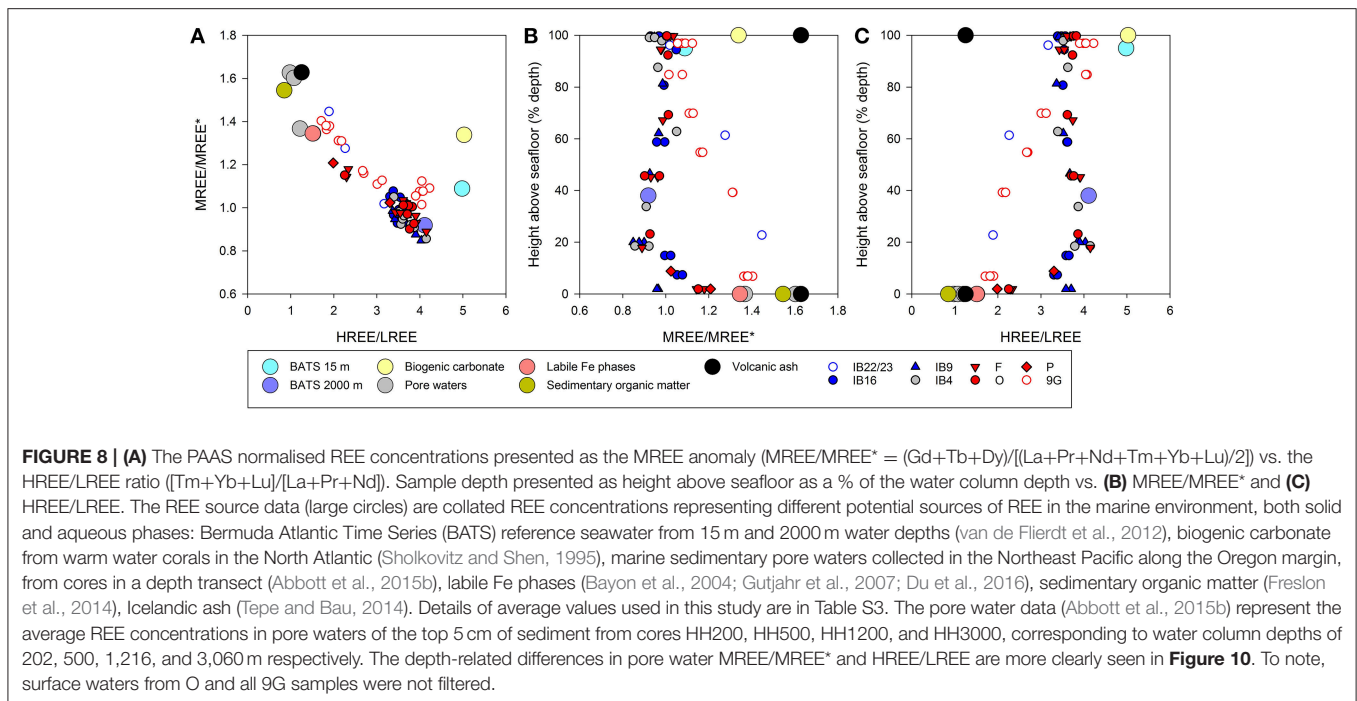 A
B
C
1.8
1.6
1.4
1.2
1.0
0.8
0.6
MREE/MREE*
0 1 2 3 4 5 6
HREE/LREE
100
80
60
40
20
0
Height above seafloor (% depth)
0.6 0.8 1.0 1.2 1.4 1.6 1.8
MREE/MREE*
100
80
60
40
20
0
Height above seafloor (% depth)
0 1 2 3 4 5 6
HREE/LREE
BATS 15 m Biogenic carbonate Labile Fe phases Volcanic ash IB22/23 IB9 F P
BATS 2000 m Pore waters Sedimentary organic matter IB16 IB4 O 9G
FIGURE 8 | (A) The PAAS normalised REE concentrations presented as the MREE anomaly (MREE/MREE* = (Gd+Tb+Dy)/[(La+Pr+Nd+Tm+Yb+Lu)/2]) vs. the
HREE/LREE ratio ([Tm+Yb+Lu]/[La+Pr+Nd]). Sample depth presented as height above seafloor as a % of the water column depth vs. (B) MREE/MREE* and (C)
HREE/LREE. The REE source data (large circles) are collated REE concentrations representing different potential sources of REE in the marine environment, both solid
and aqueous phases: Bermuda Atlantic Time Series (BATS) reference seawater from 15 m and 2000 m water depths (van de Flierdt et al., 2012), biogenic carbonate
from warm water corals in the North Atlantic (Sholkovitz and Shen, 1995), marine sedimentary pore waters collected in the Northeast Pacific along the Oregon margin,
from cores in a depth transect (Abbott et al., 2015b), labile Fe phases (Bayon et al., 2004; Gutjahr et al., 2007; Du et al., 2016), sedimentary organic matter (Freslon
et al., 2014), Icelandic ash (Tepe and Bau, 2014). Details of average values used in this study are in Table S3. The pore water data (Abbott et al., 2015b) represent the
average REE concentrations in pore waters of the top 5 cm of sediment from cores HH200, HH500, HH1200, and HH3000, corresponding to water column depths of
202, 500, 1,216, and 3,060 m respectively. The depth-related differences in pore water MREE/MREE* and HREE/LREE are more clearly seen in Figure 10. To note,
surface waters from O and all 9G samples were not filtered.